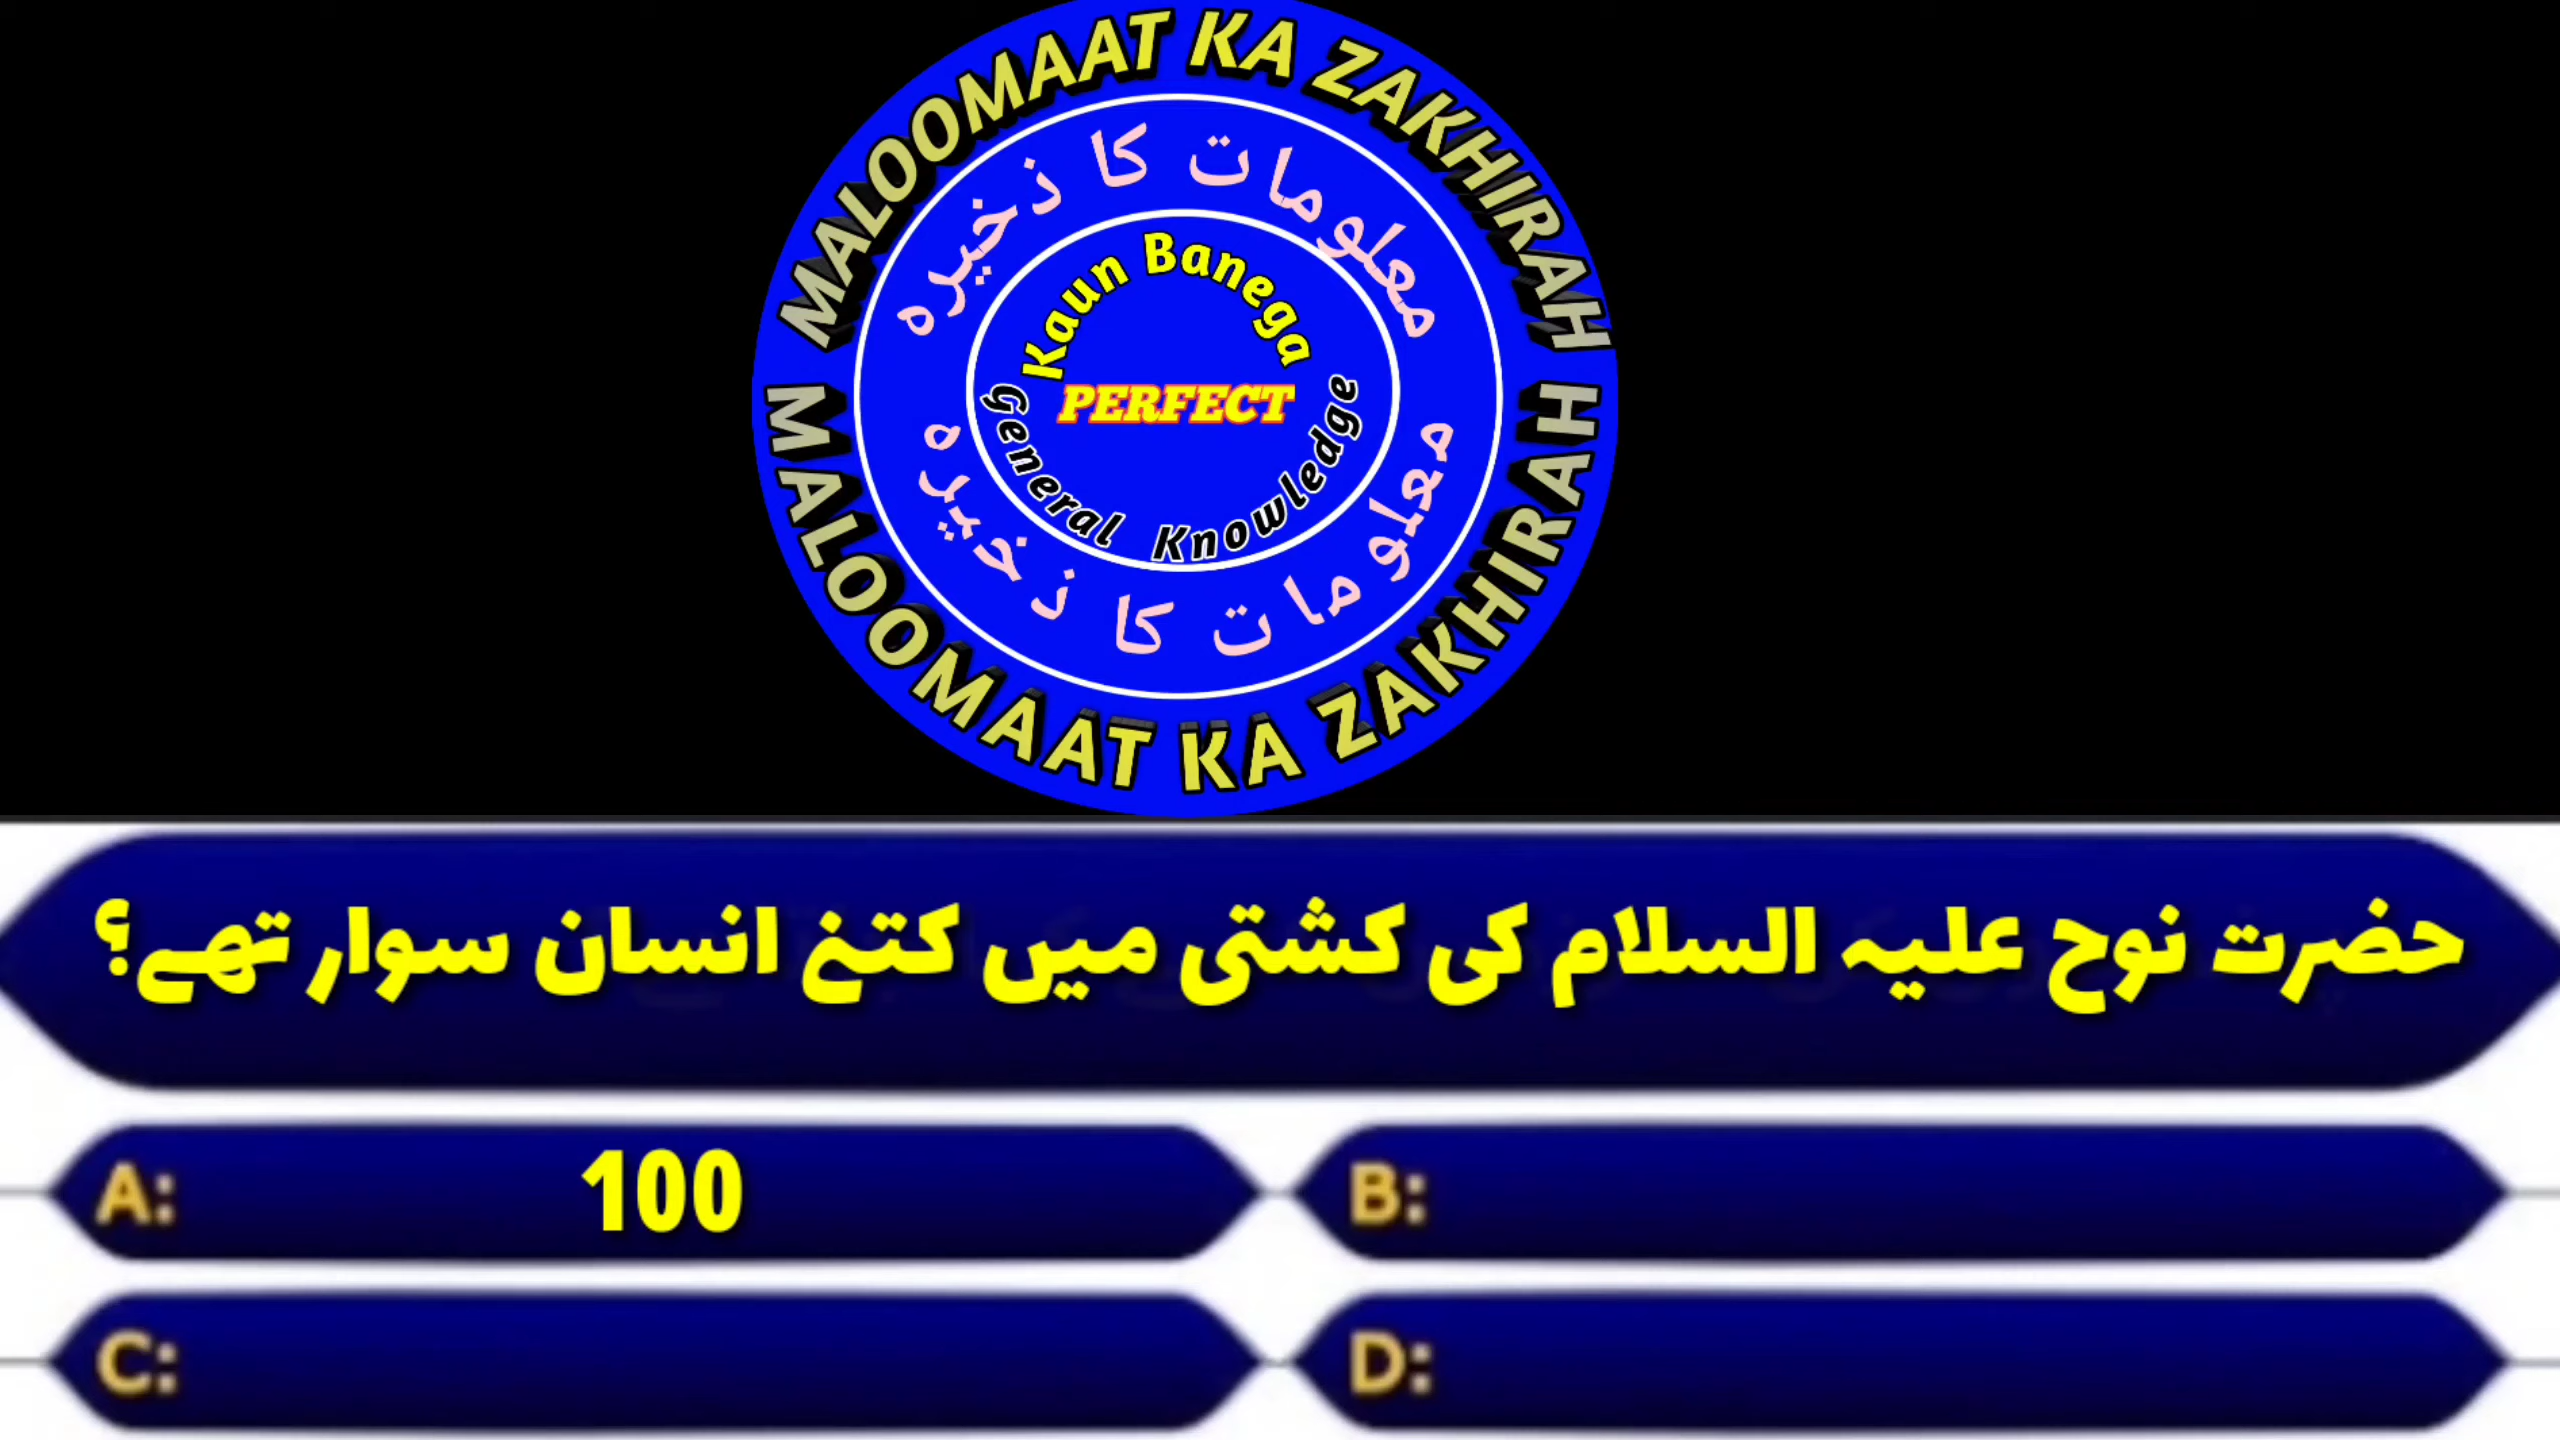 MALOOMAAT KA ZAKHIRAH
معلومات کا ذخیرہ
Kaun Banega
PERFECT
General Knowledge
معلومات کا ذخیرہ
MALOOMAAT KA ZAKHIRAH
حضرت نوح علیہ السلام کی کشتی میں کتنے انسان سوار تھے؟
A: 100
B:
C:
D: